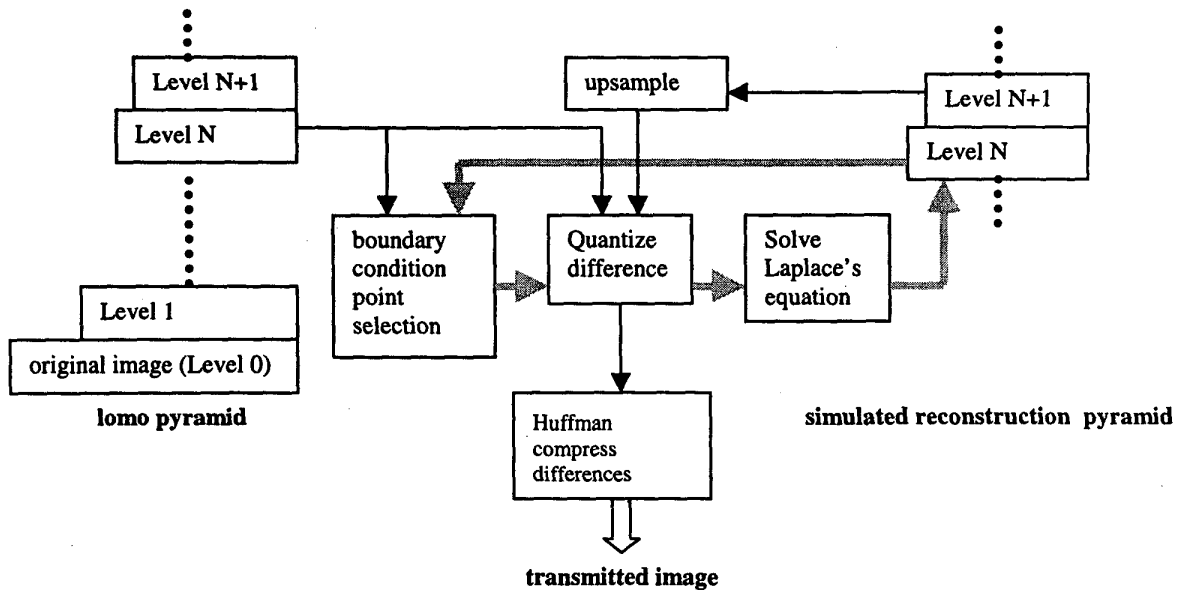 Level N+1
Level N
upsample
Level N+1
Level N
boundary
condition
point
selection
Quantize
difference
Solve
Laplace's
equation
Level 1
original image (Level 0)
lomo pyramid
Huffman
compress
differences
simulated reconstruction pyramid
transmitted image